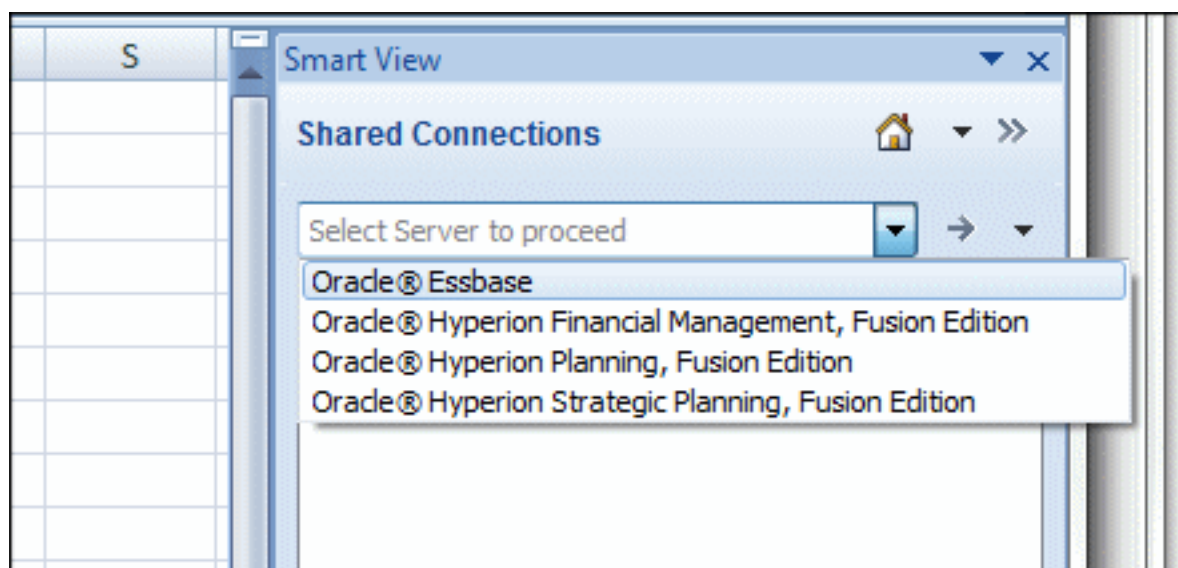 S
Smart View
Shared Connections
Select Server to proceed
Oracle® Essbase
Oracle® Hyperion Financial Management, Fusion Edition
Oracle® Hyperion Planning, Fusion Edition
Oracle® Hyperion Strategic Planning, Fusion Edition